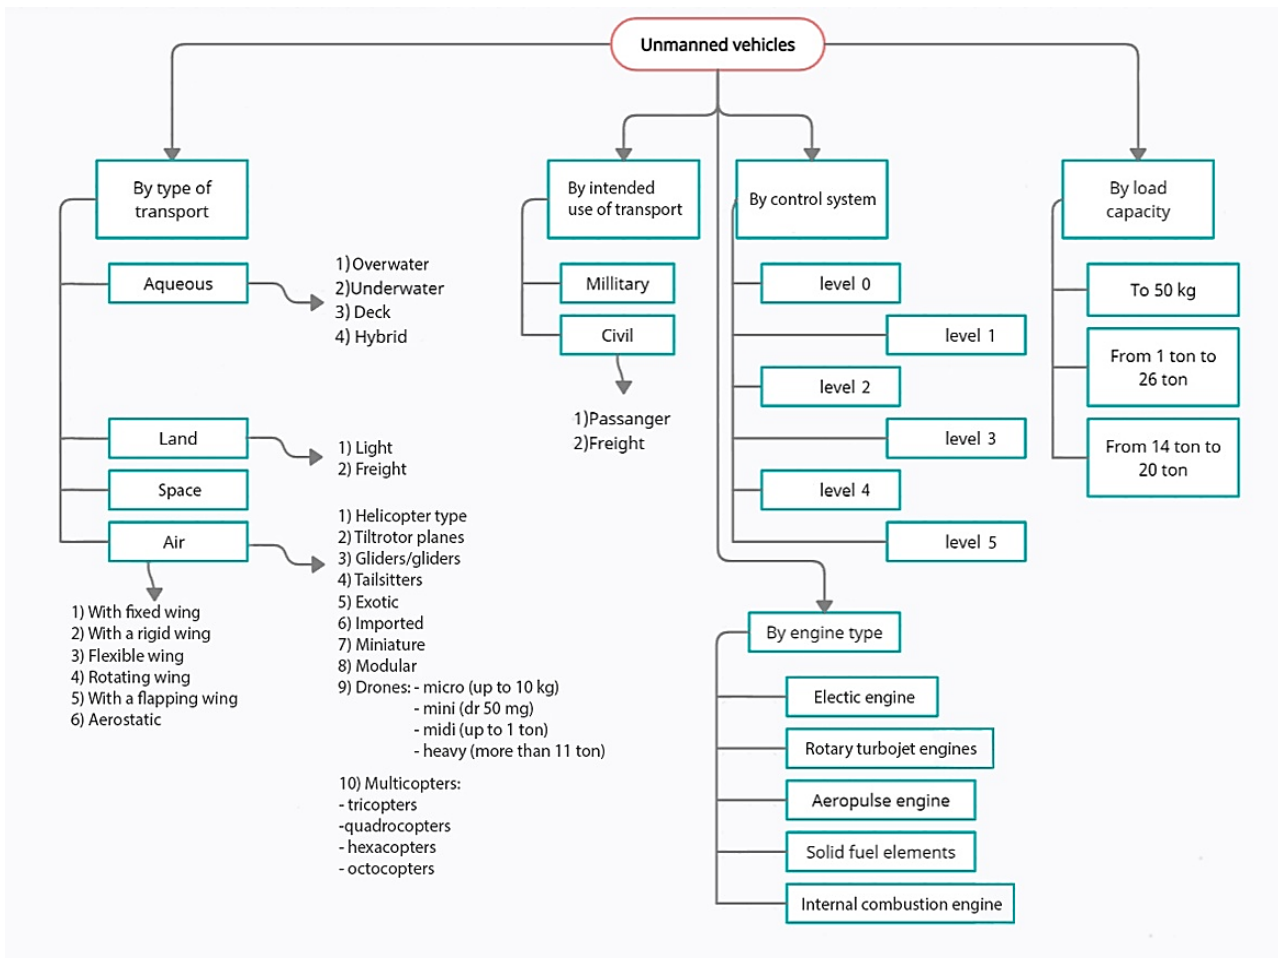 Unmanned vehicles
By type of
transport
Aqueous
1) Overwater
2)Underwater
3) Deck
4) Hybrid
Land
1) Light
2) Freight
Space
Air
1) With fixed wing
2) With a rigid wing
3) Flexible wing
4) Rotating wing
5) With a flapping wing
6) Aerostatic
1) Helicopter type
2) Tiltrotor planes
3) Gliders/gliders
4) Tailsitters
5) Exotic
6) Imported
7) Miniature
8) Modular
9) Drones: - micro (up to 10 kg)
- mini (dr 50 mg)
- midi (up to 1 ton)
- heavy (more than 11 ton)
10) Multicopters:
- tricopters
-quadrocopters
- hexacopters
- octocopters
By intended
use of transport
Millitary
Civil
1)Passanger
2)Freight
By control system
level 0
level 1
level 2
level 3
level 4
level 5
By load
capacity
To 50 kg
From 1 ton to
26 ton
From 14 ton to
20 ton
By engine type
Electic engine
Rotary turbojet engines
Aeropulse engine
Solid fuel elements
Internal combustion engine